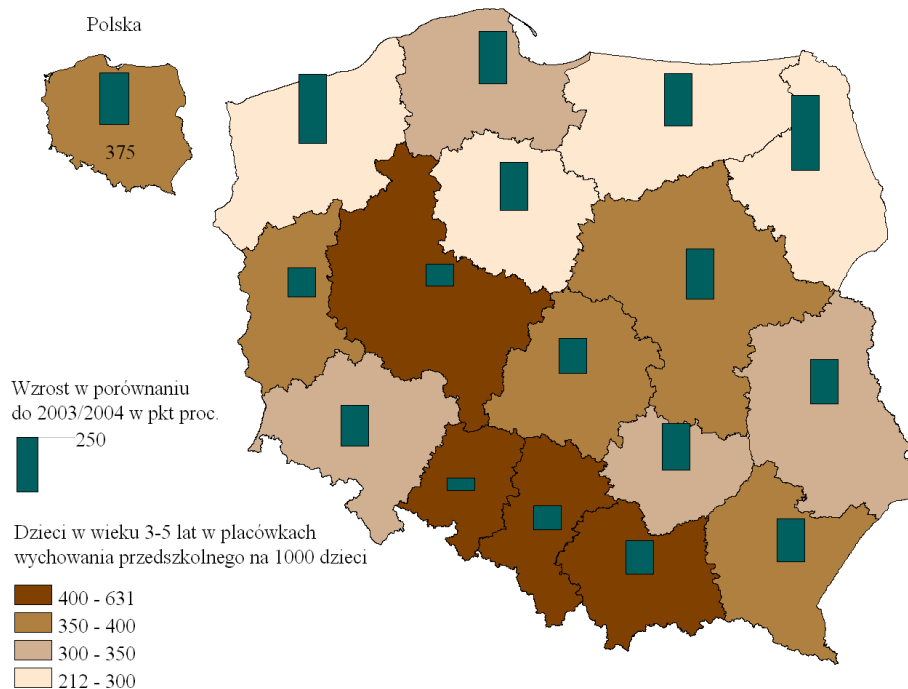 Polska
375
Wzrost w porównaniu
do 2003/2004 w pkt proc.
250
Dzieci w wieku 3-5 lat w placówkach
wychowania przedszkolnego na 1000 dzieci
400 - 631
350 - 400
300 - 350
212 - 300